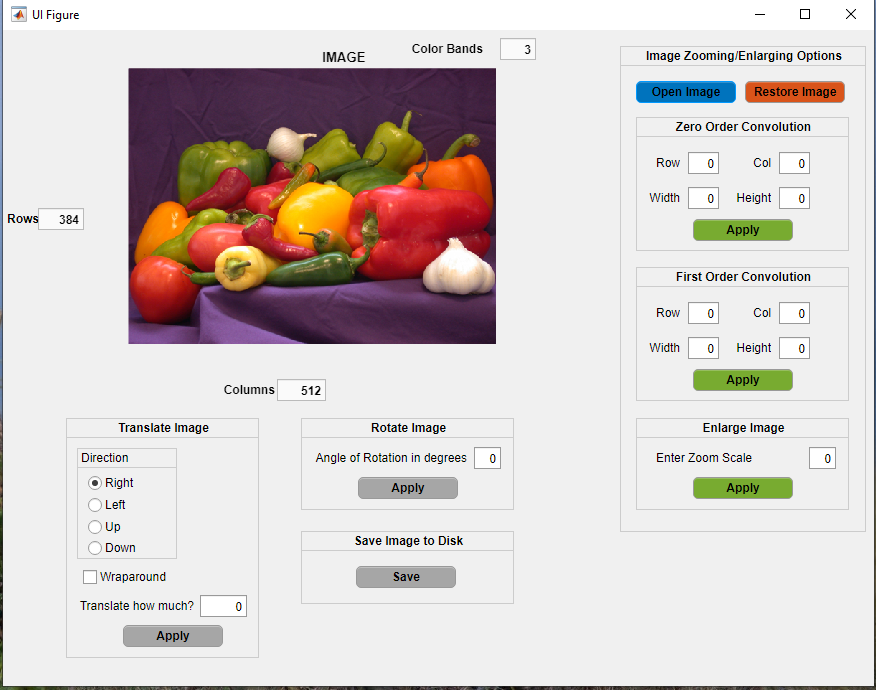 UI Figure
IMAGE
Color Bands 3
Rows 384
Columns 512
Translate Image
Direction
Right
Left
Up
Down
Wraparound
Translate how much? 0
Apply
Rotate Image
Angle of Rotation in degrees 0
Apply
Save Image to Disk
Save
Image Zooming/Enlarging Options
Open Image Restore Image
Zero Order Convolution
Row 0 Col 0
Width 0 Height 0
Apply
First Order Convolution
Row 0 Col 0
Width 0 Height 0
Apply
Enlarge Image
Enter Zoom Scale 0
Apply